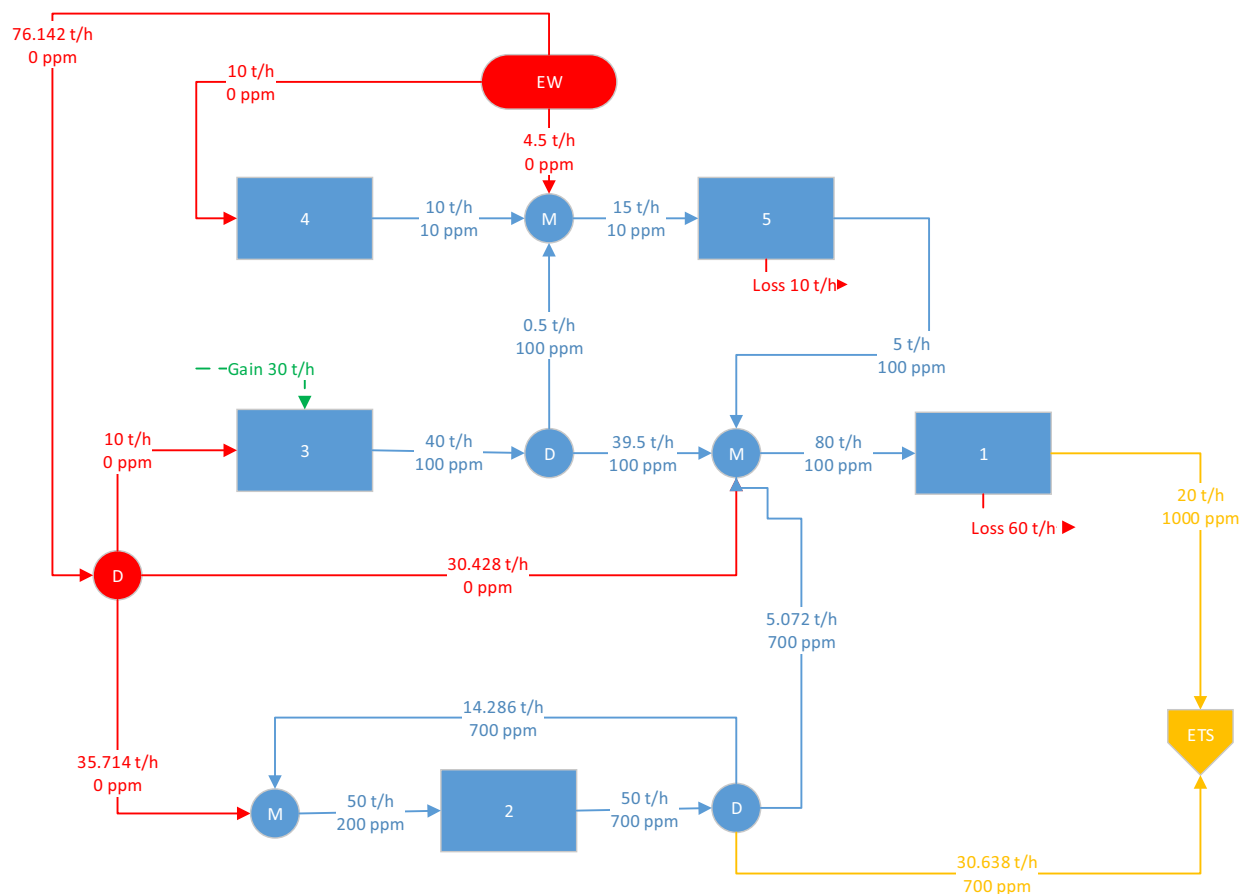 76.142 t/h
0 ppm
10 t/h
0 ppm
EW
4.5 t/h
0 ppm
4
10 t/h
10 ppm
M
15 t/h
10 ppm
5
Loss 10 t/h
0.5 t/h
100 ppm
5 t/h
100 ppm
Gain 30 t/h
10 t/h
0 ppm
3
40 t/h
100 ppm
D
39.5 t/h
100 ppm
M
80 t/h
100 ppm
1
20 t/h
1000 ppm
Loss 60 t/h
D
30.428 t/h
0 ppm
5.072 t/h
700 ppm
14.286 t/h
700 ppm
ETS
35.714 t/h
0 ppm
M
50 t/h
200 ppm
2
50 t/h
700 ppm
D
30.638 t/h
700 ppm